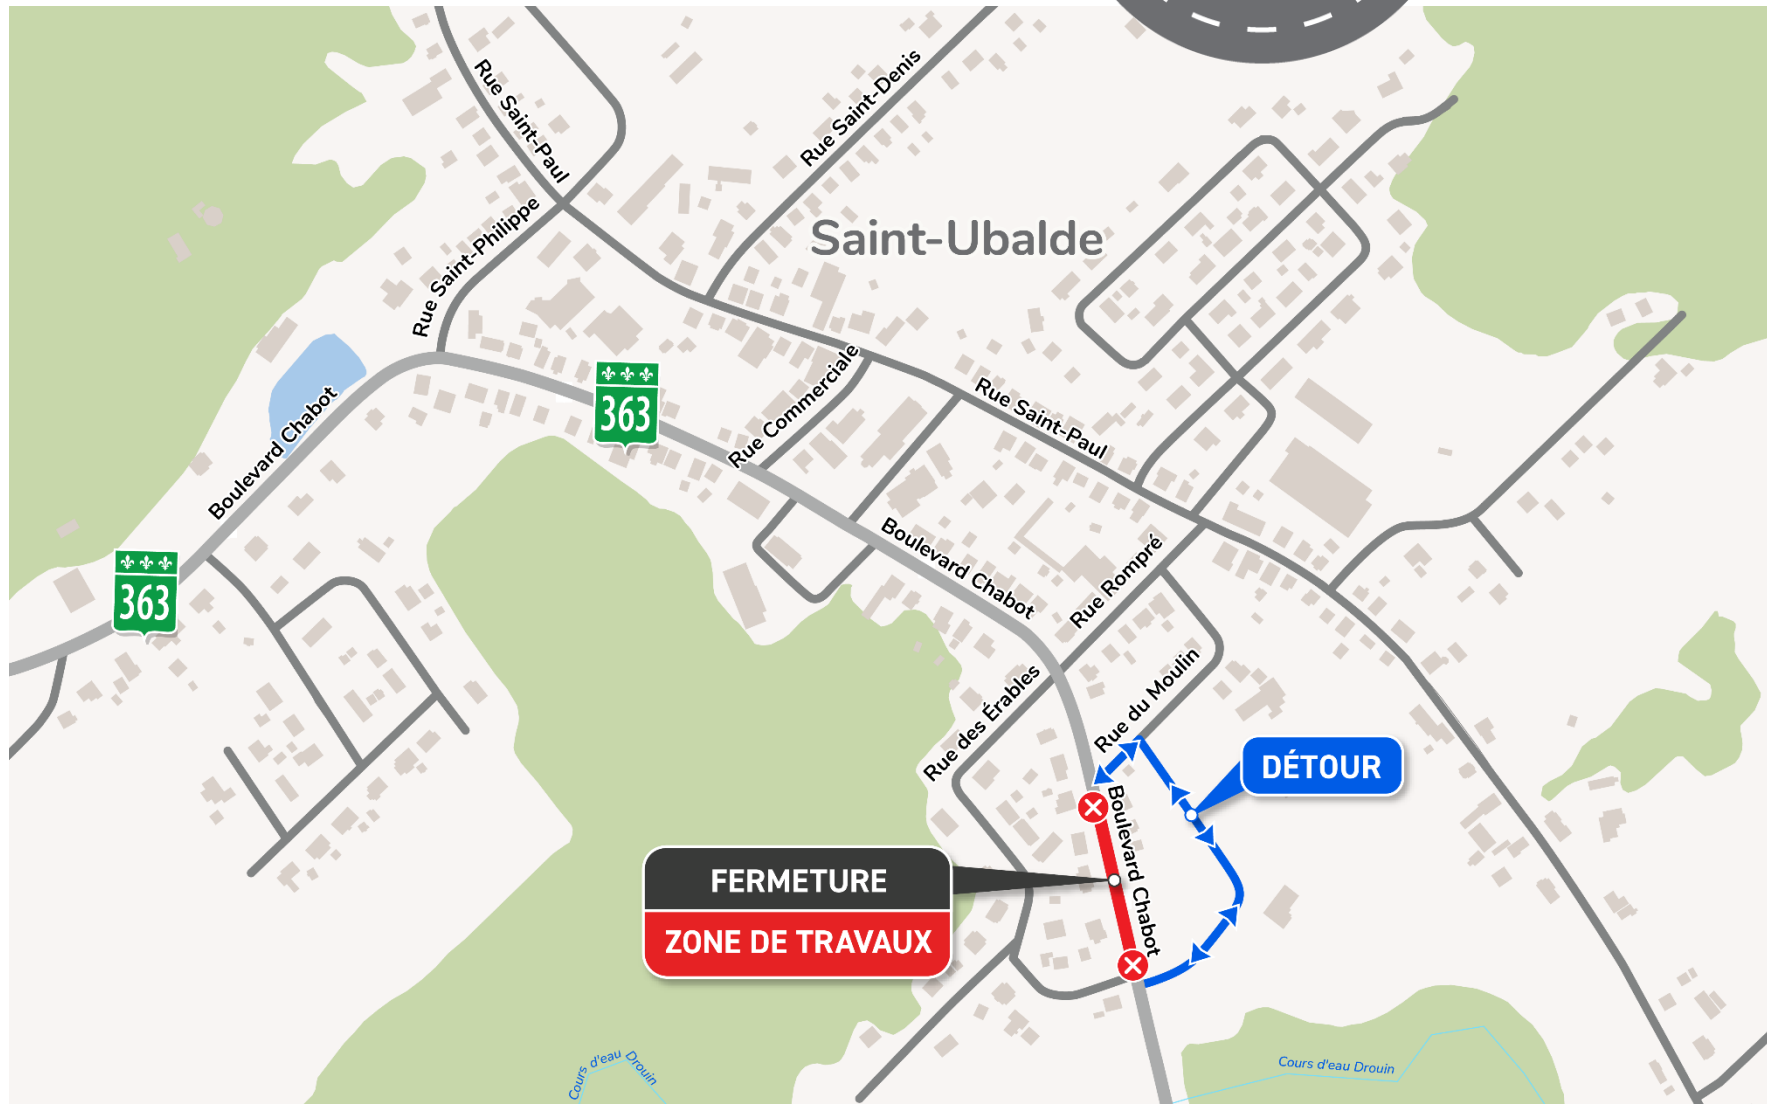 Rue Saint-Paul
Rue Saint-Denis
Rue Saint-Philippe
Saint-Ubalde
363
Rue Commerciale
Rue Saint-Paul
Boulevard Chabot
Boulevard Chabot
363
Rue Rompré
Rue du Moulin
Rue des Érables
DÉTOUR
Boulevard Chabot
FERMETURE
ZONE DE TRAVAUX
Cours d'eau Drouin
Cours d'eau Drouin